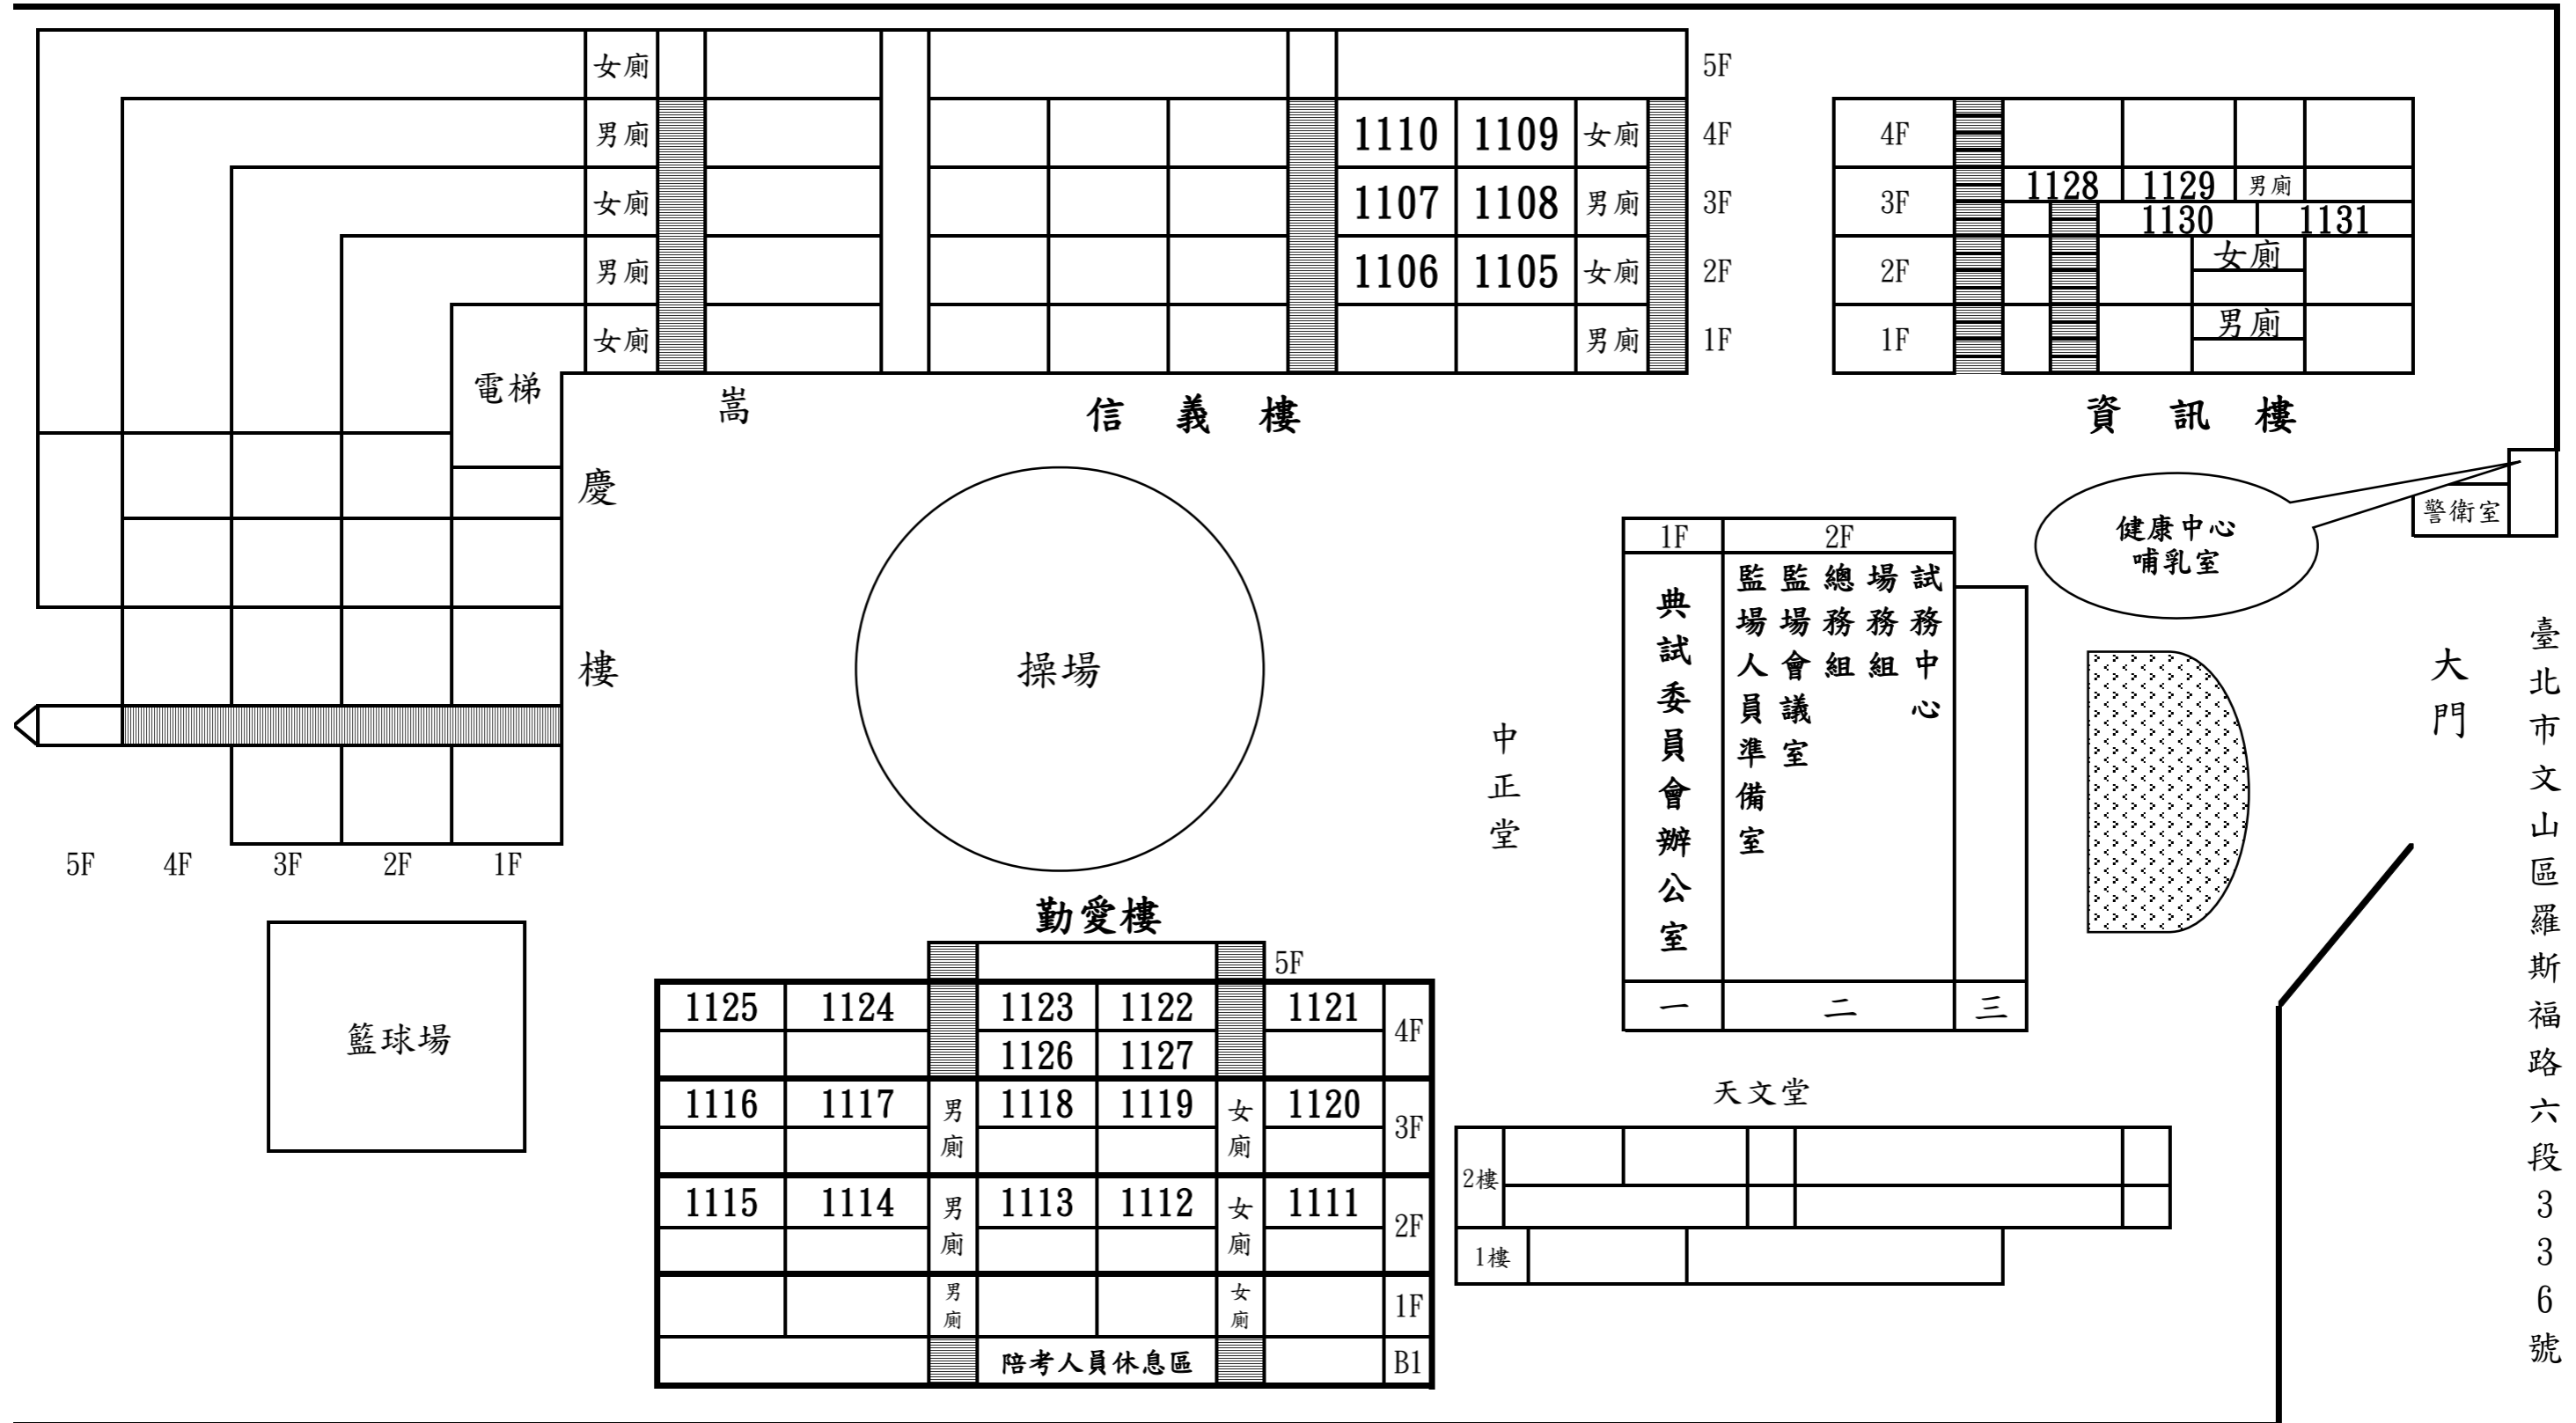 女廁 5F
男廁 1110 1109 女廁 4F
女廁 1107 1108 男廁 3F
男廁 1106 1105 女廁 2F
女廁 男廁 1F
電梯
嵩慶樓
信義樓
4F
3F 1128 1129 男廁
1130 1131
2F 女廁
1F 男廁
資訊樓
健康中心
哺乳室
警衛室
大門
臺北市文山區羅斯福路六段336號
操場
中正堂
1F 2F
典試委員會辦公室
監場人員準備室
監場會議室
總務組
場務組
試務中心
一 二 三
5F 4F 3F 2F 1F
籃球場
勤愛樓
5F
1125 1124 1123 1122 1121 4F
1126 1127
1116 1117 男廁 1118 1119 女廁 1120 3F
1115 1114 男廁 1113 1112 女廁 1111 2F
男廁 女廁 1F
陪考人員休息區 B1
天文堂
2樓
1樓